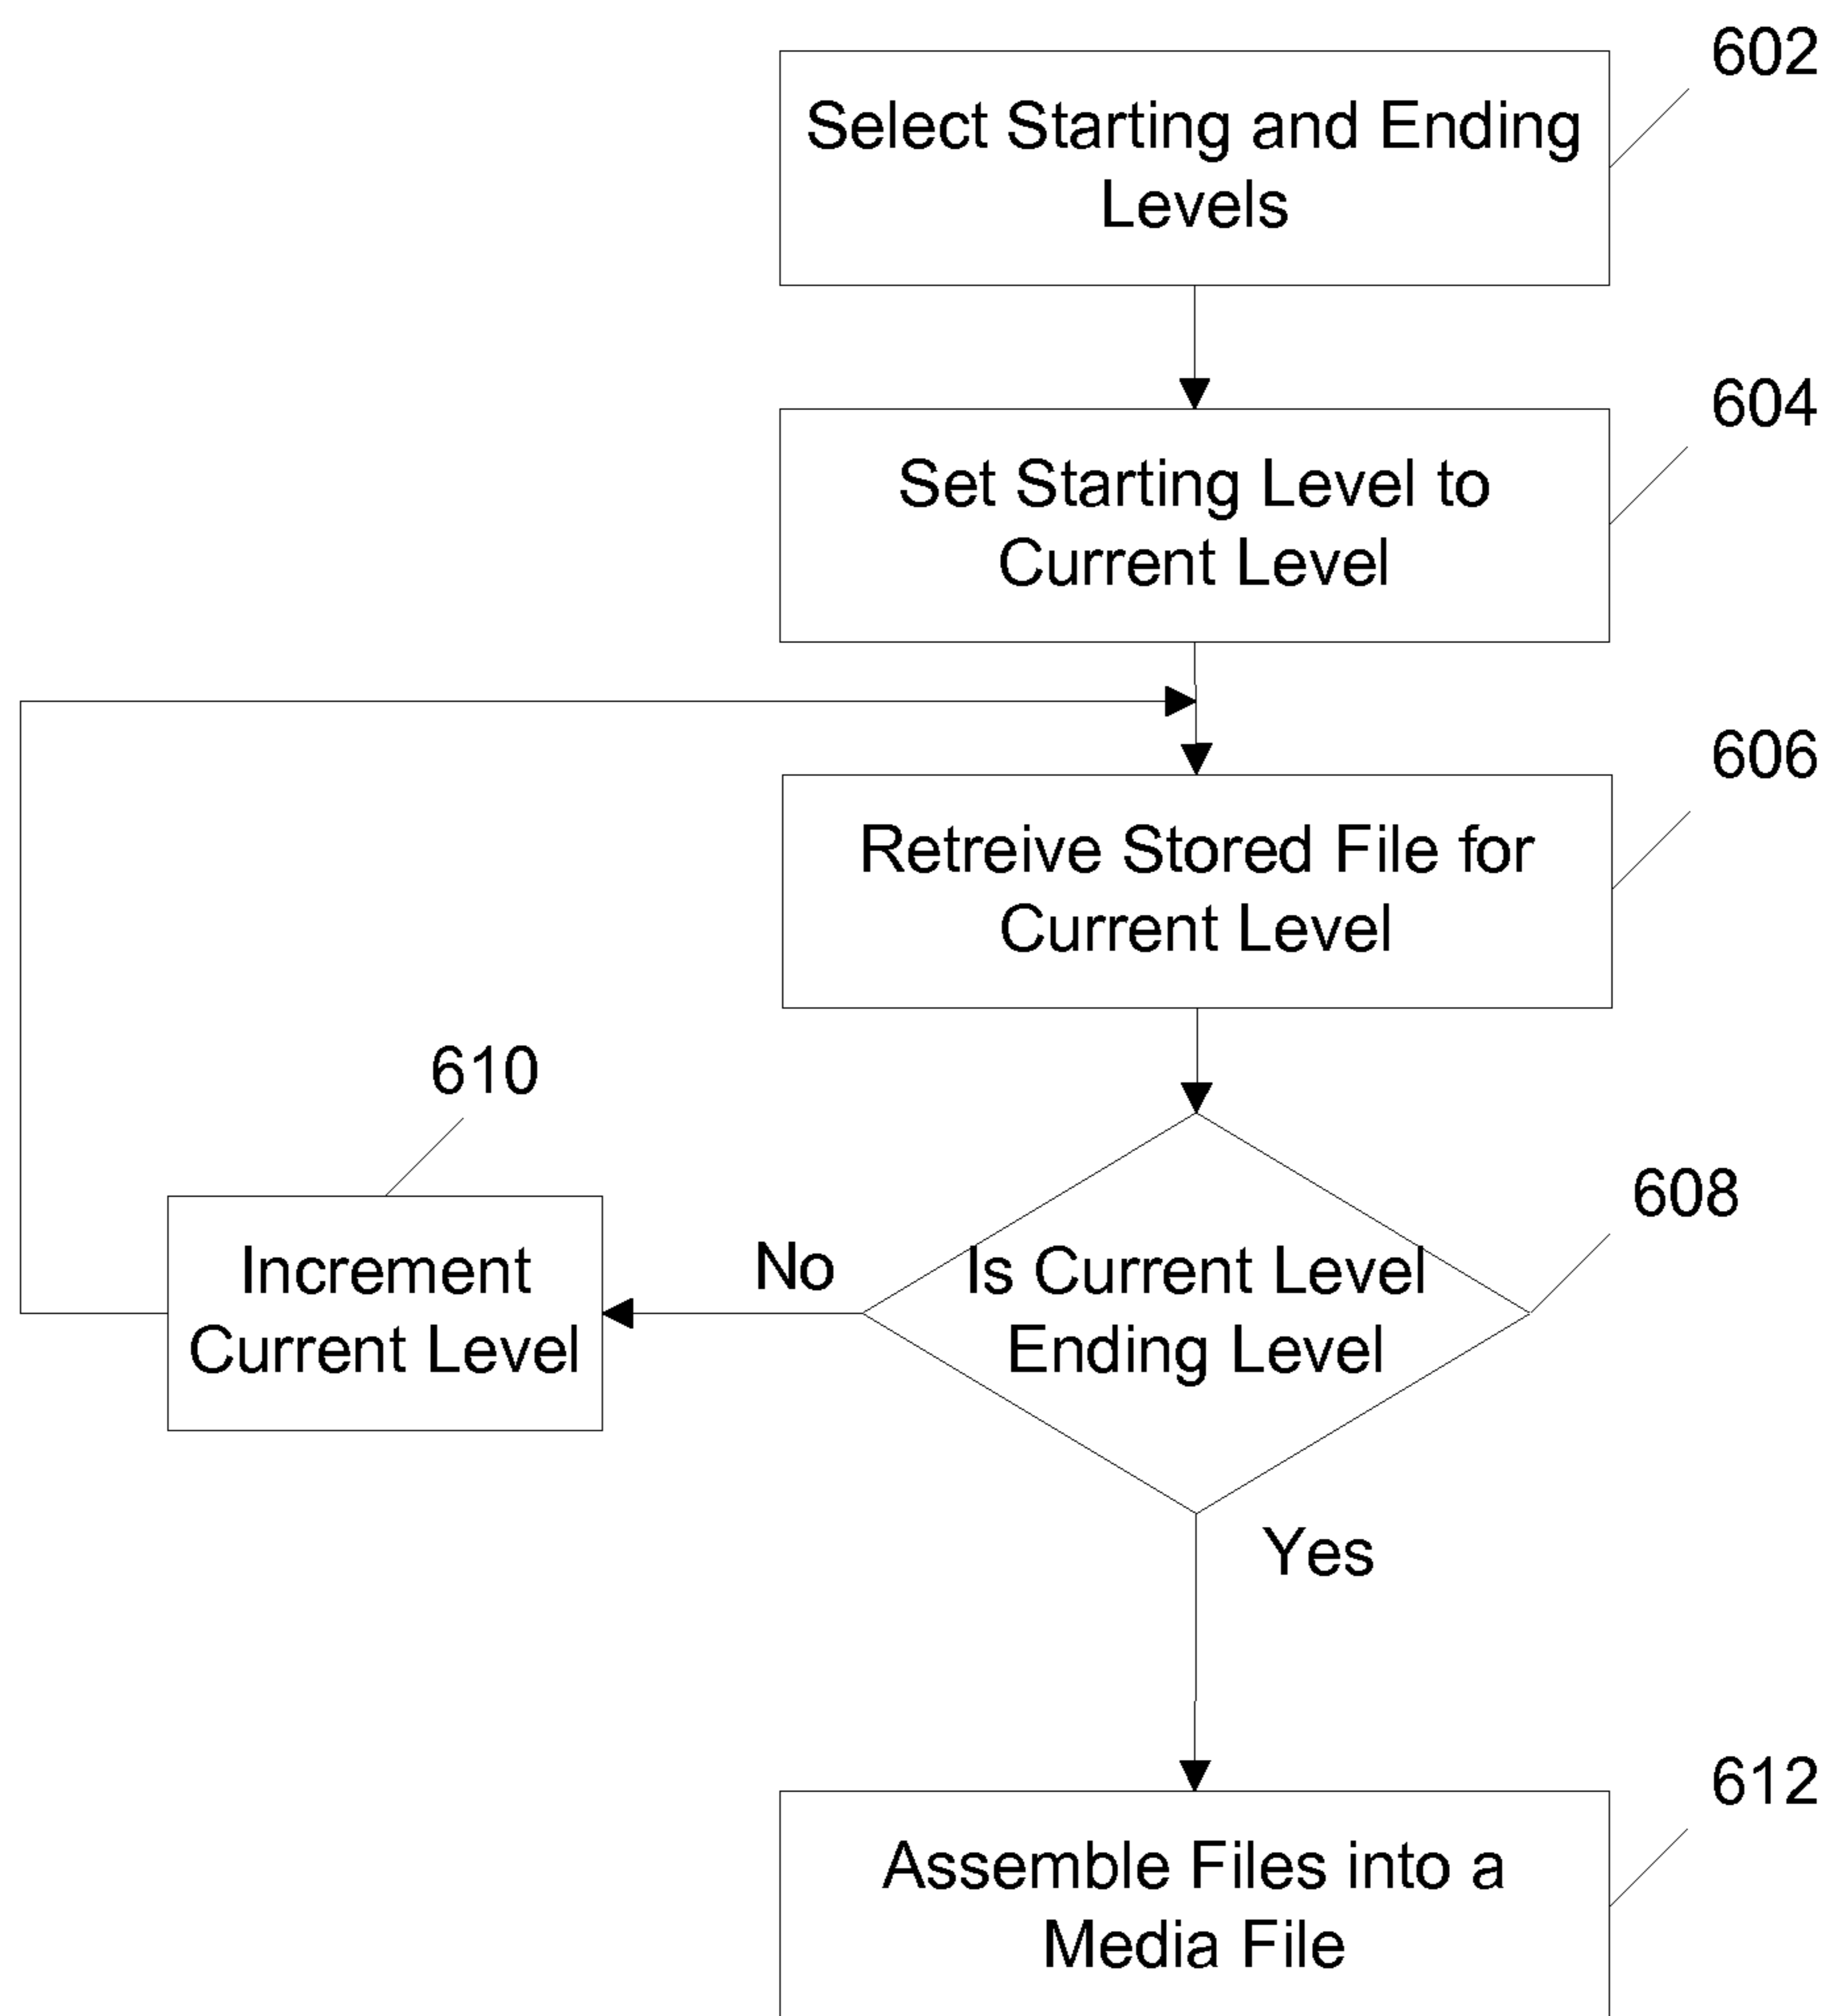 602
Select Starting and Ending
Levels
604
Set Starting Level to
Current Level
606
Retreive Stored File for
Current Level
610
608
Increment
Current Level
No
Is Current Level
Ending Level
Yes
612
Assemble Files into a
Media File